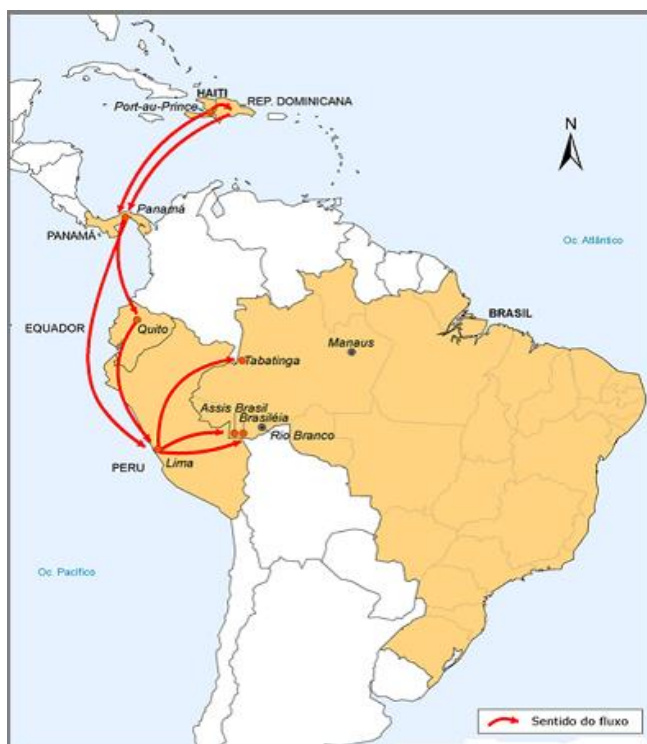 HAITI
Port-au-Prince
REP. DOMINICANA
N
Panamá
PANAMÁ
Oc. Atlântico
EQUADOR
Quito
BRASIL
Manaus
Tabatinga
Assis Brasil
Brasiléia
Rio Branco
Lima
PERU
Oc. Pacífico
Sentido do fluxo